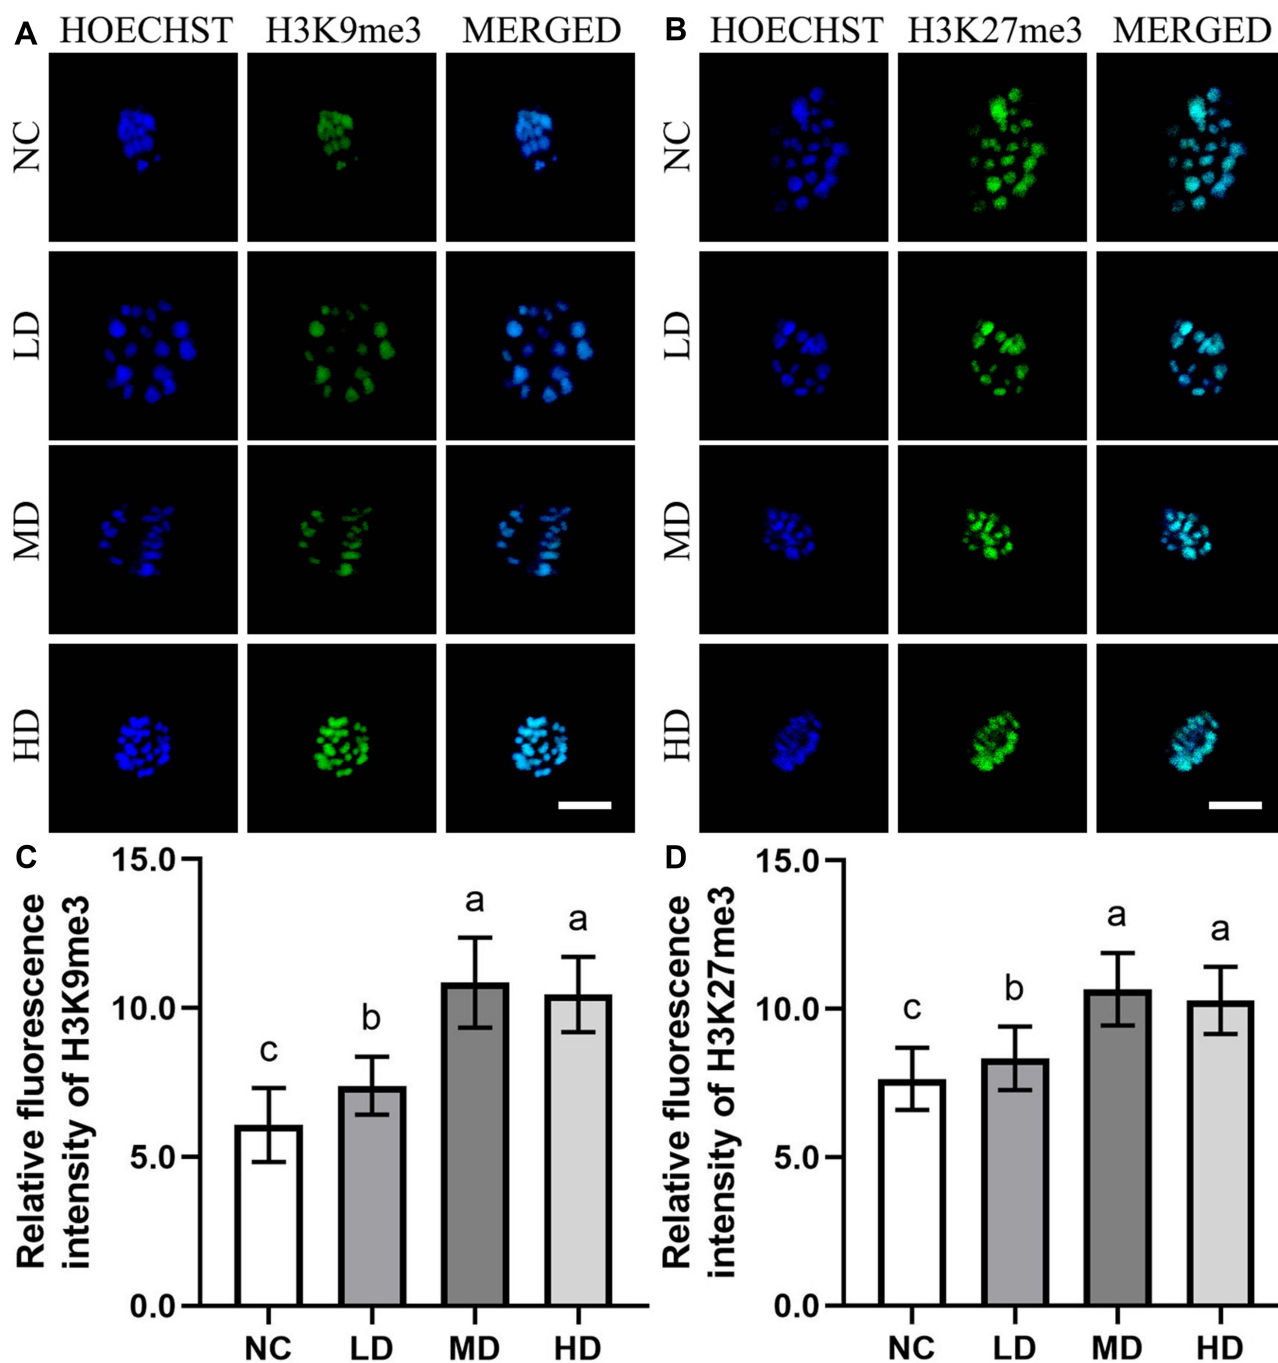 A HOECHST H3K9me3 MERGED
NC
LD
MD
HD
B HOECHST H3K27me3 MERGED
NC
LD
MD
HD
C
Relative fluorescence
intensity of H3K9me3
15.0
10.0
5.0
0.0
c
b
a
a
NC LD MD HD
D
Relative fluorescence
intensity of H3K27me3
15.0
10.0
5.0
0.0
c
b
a
a
NC LD MD HD